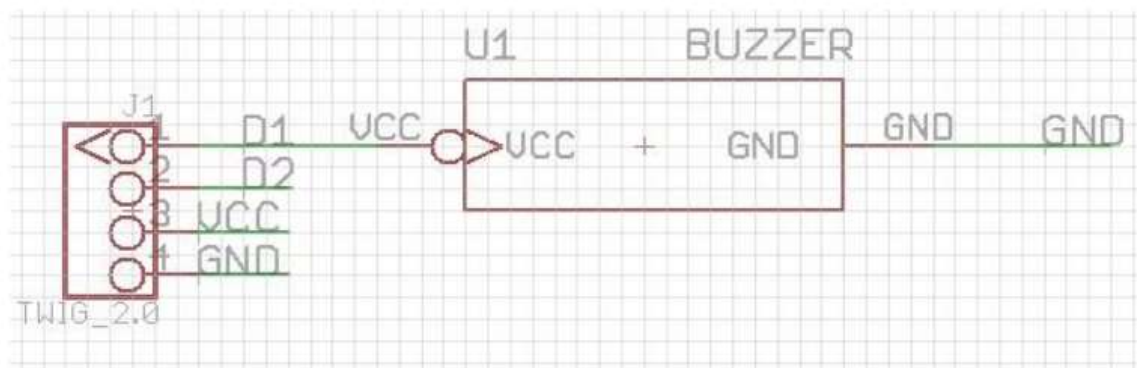 U1 BUZZER
J1
1 D1 VCC VCC + GND GND GND
2 D2
3 VCC
4 GND
TWIG_2.0